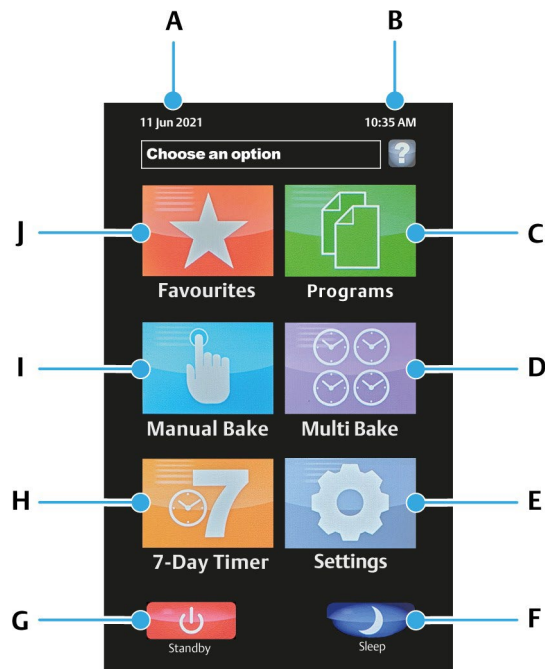 A
B
11 Jun 2021
10:35 AM
Choose an option
?
J
C
Favourites
Programs
I
D
Manual Bake
Multi Bake
H
7
E
7-Day Timer
Settings
G
F
Standby
Sleep